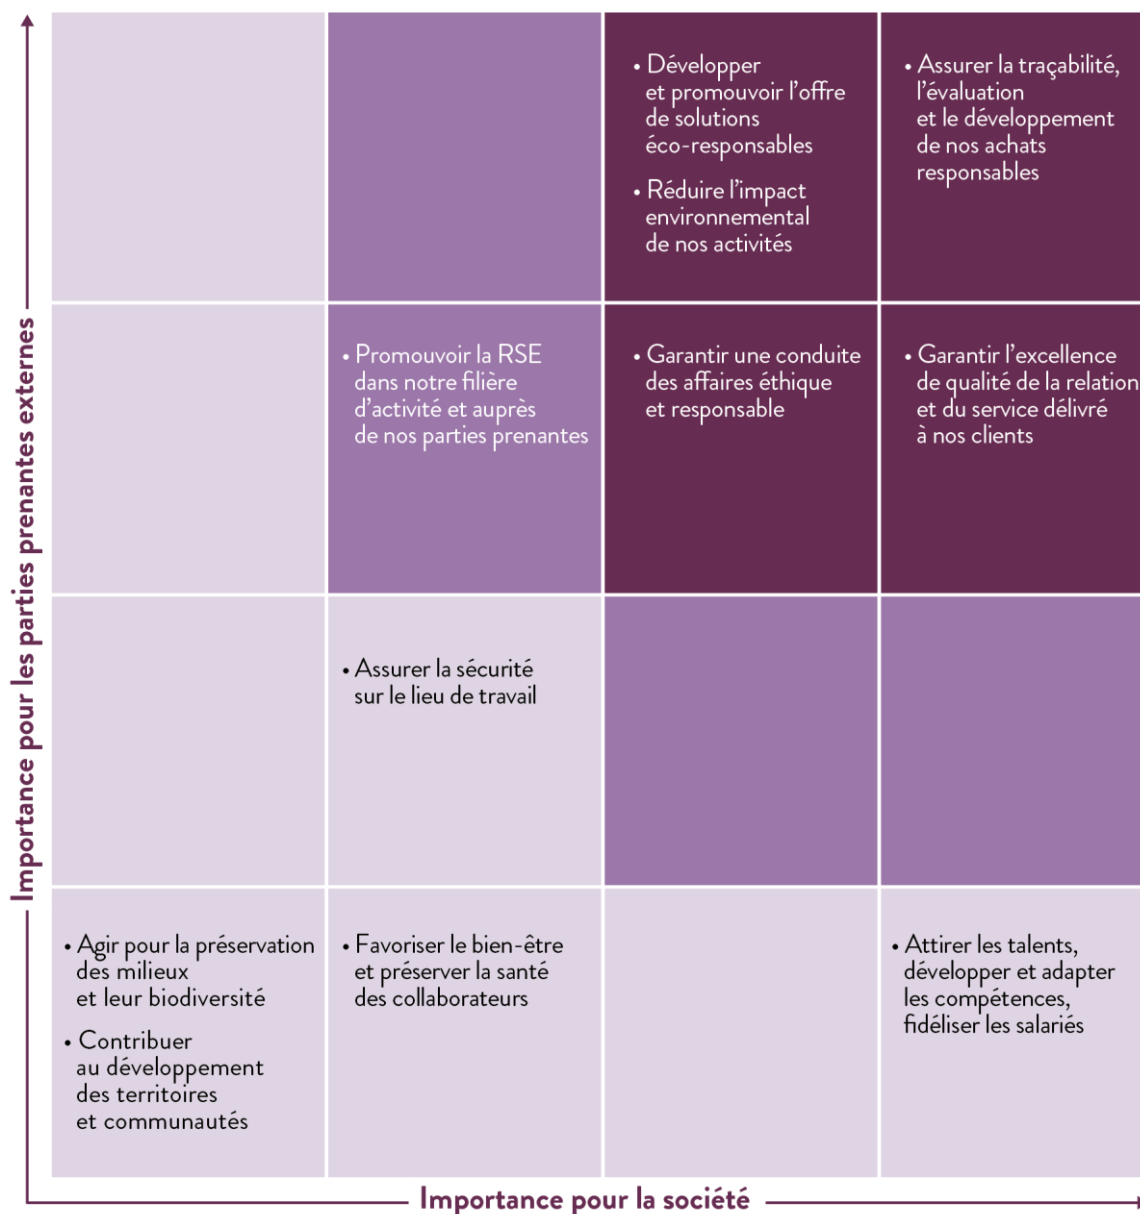 Importance pour les parties prenantes externes
• Développer
et promouvoir l'offre
de solutions
éco-responsables
• Réduire l'impact
environnemental
de nos activités
• Assurer la traçabilité,
l'évaluation
et le développement
de nos achats
responsables
• Promouvoir la RSE
dans notre filière
d'activité et auprès
de nos parties prenantes
• Garantir une conduite
des affaires éthique
et responsable
• Garantir l'excellence
de qualité de la relation
et du service délivré
à nos clients
• Assurer la sécurité
sur le lieu de travail
• Agir pour la préservation
des milieux
et leur biodiversité
• Contribuer
au développement
des territoires
et communautés
• Favoriser le bien-être
et préserver la santé
des collaborateurs
• Attirer les talents,
développer et adapter
les compétences,
fidéliser les salariés
Importance pour la société